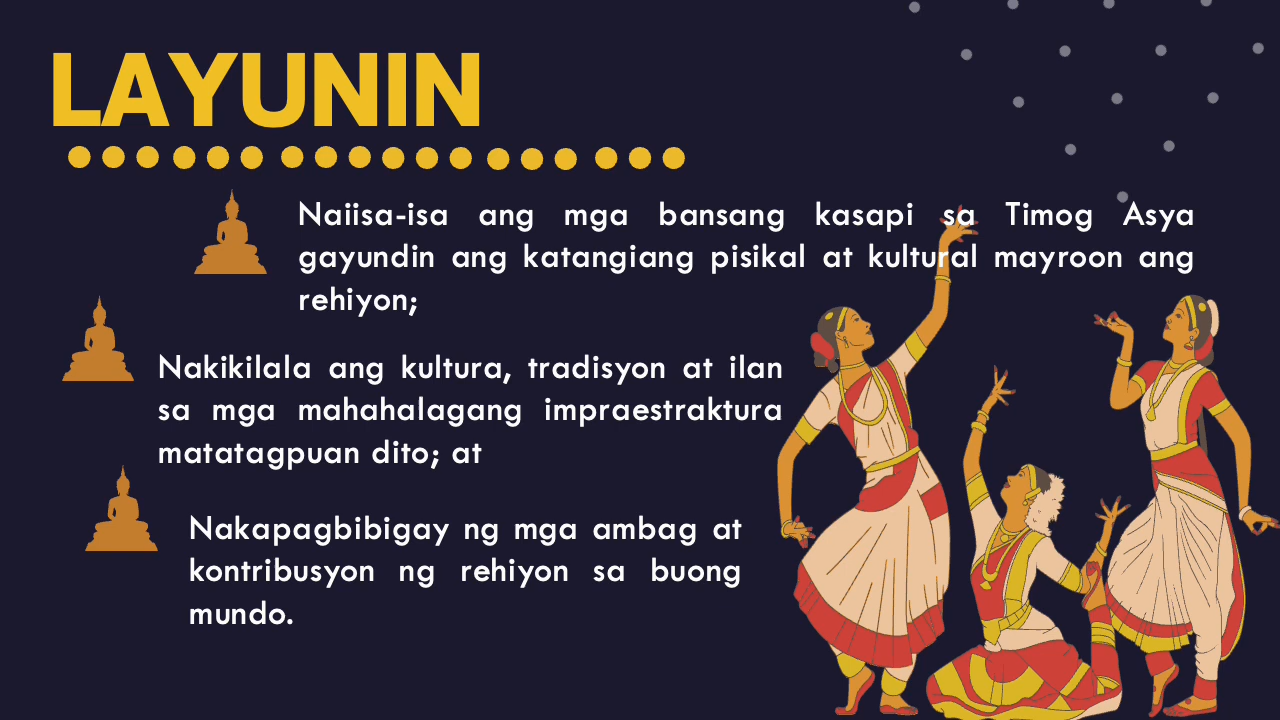 LAYUNIN
Naiisa-isa ang mga bansang kasapi sa Timog Asya
gayundin ang katangiang pisikal at kultural mayroon ang
rehiyon;
Nakikilala ang kultura, tradisyon at ilan
sa mga mahahalagang impraestraktura
matatagpuan dito; at
Nakapagbibigay ng mga ambag at
kontribusyon ng rehiyon sa buong
mundo.